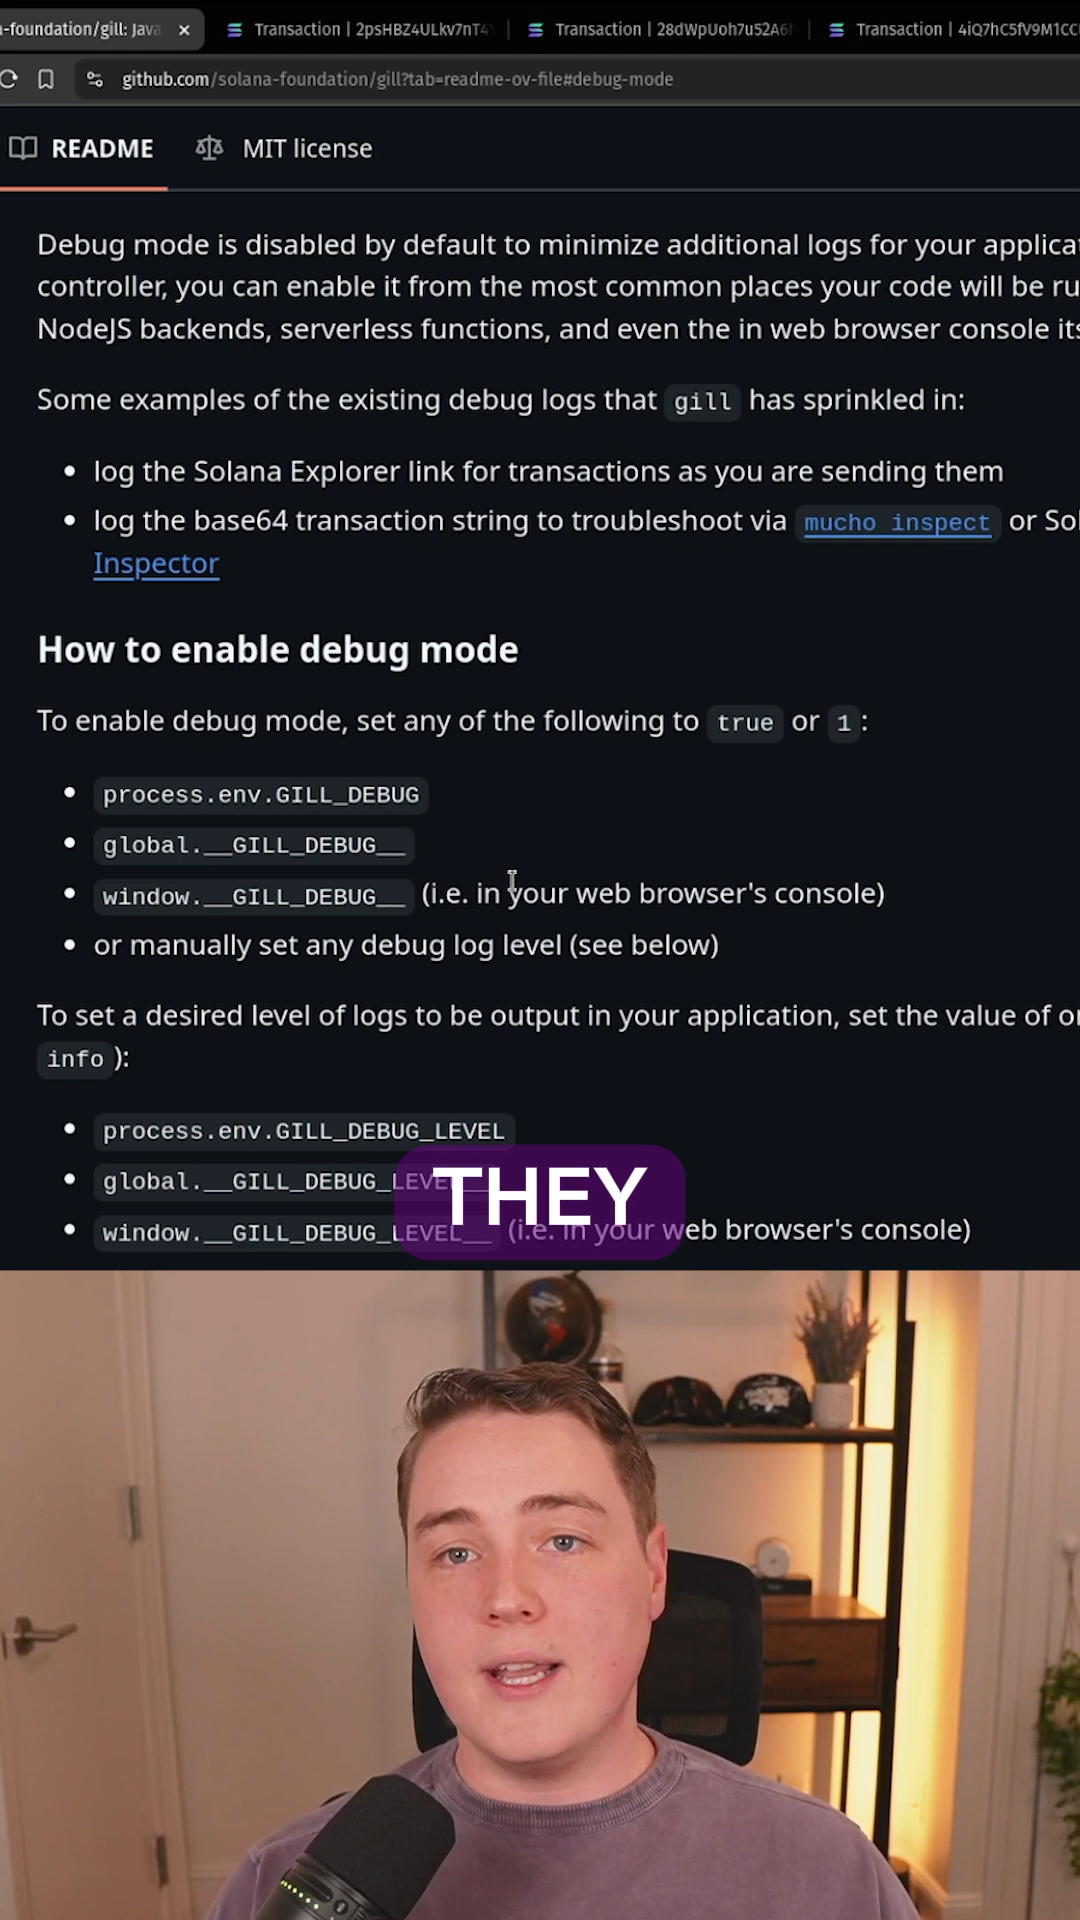 -foundation/gill: Java
Transaction | 2psHBZ4ULkv7nT4
Transaction | 28dWpUoh7u52A6h
Transaction | 4iQ7hC5fV9M1CC
github.com/solana-foundation/gill?tab=readme-ov-file#debug-mode
README
MIT license
Debug mode is disabled by default to minimize additional logs for your applicat
controller, you can enable it from the most common places your code will be ru
NodeJS backends, serverless functions, and even the in web browser console its
Some examples of the existing debug logs that gill has sprinkled in:
• log the Solana Explorer link for transactions as you are sending them
• log the base64 transaction string to troubleshoot via mucho inspect or Sol
Inspector
How to enable debug mode
To enable debug mode, set any of the following to true or 1:
• process.env.GILL_DEBUG
• global.__GILL_DEBUG__
• window.__GILL_DEBUG__ (i.e. in your web browser's console)
• or manually set any debug log level (see below)
To set a desired level of logs to be output in your application, set the value of on
info):
• process.env.GILL_DEBUG_LEVEL
• global.__GILL_DEBUG_LEVEL__
THEY
• window.__GILL_DEBUG_LEVEL__ (i.e. in your web browser's console)